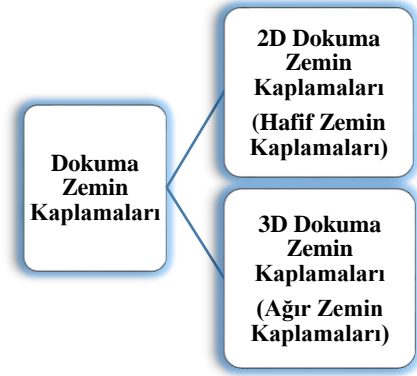 Dokuma
Zemin
Kaplamaları
2D Dokuma
Zemin
Kaplamaları
(Hafif Zemin
Kaplamaları)
3D Dokuma
Zemin
Kaplamaları
(Ağır Zemin
Kaplamaları)